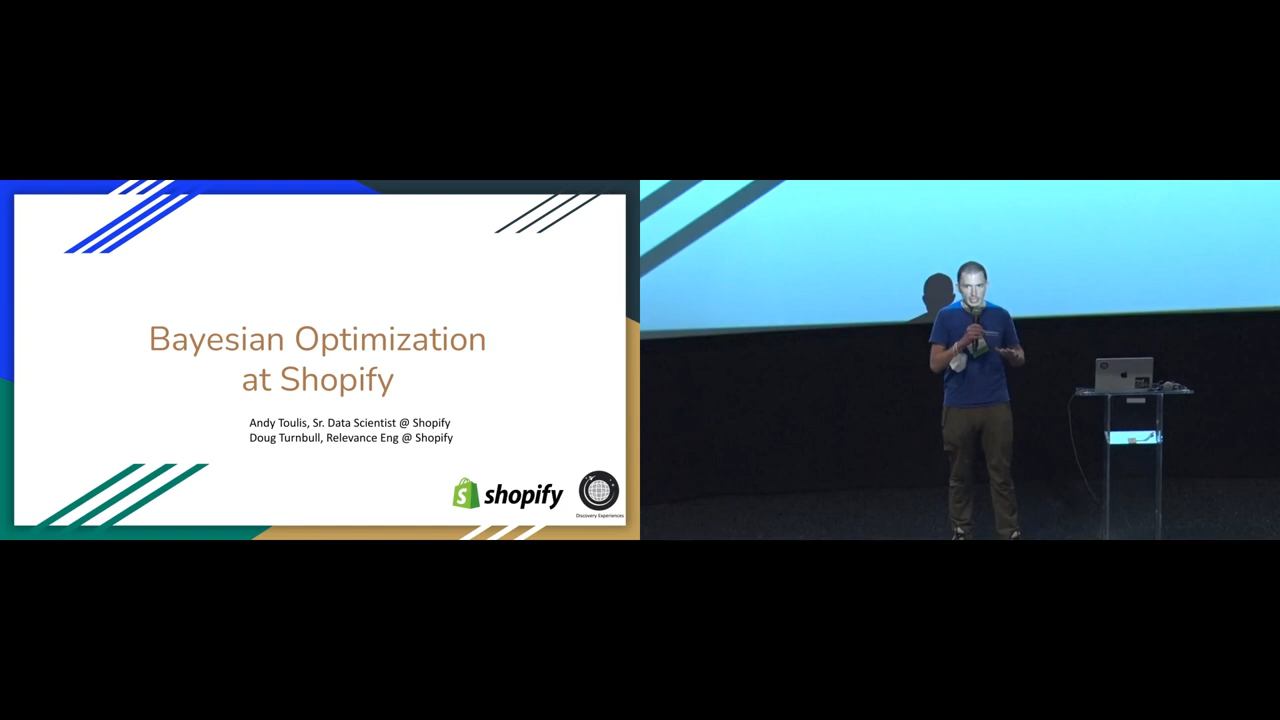 Bayesian Optimization
at Shopify
Andy Toulis, Sr. Data Scientist @ Shopify
Doug Turnbull, Relevance Eng @ Shopify
shopify
Discovery Experiences